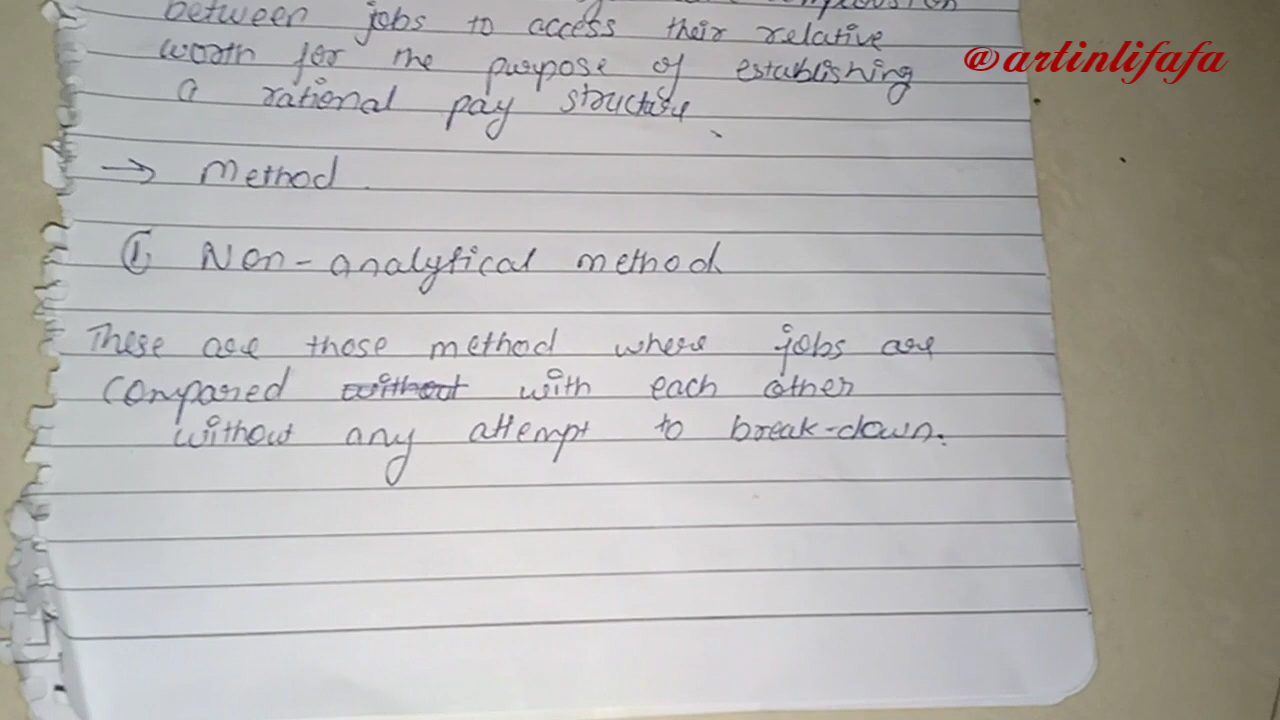 between jobs to access their relative
@artinlifafa
worth for the purpose of establishing
a rational pay structure
→ Method.
① Non-analytical method
These are those method where jobs are
compared without with each other
without any attempt to break-down.